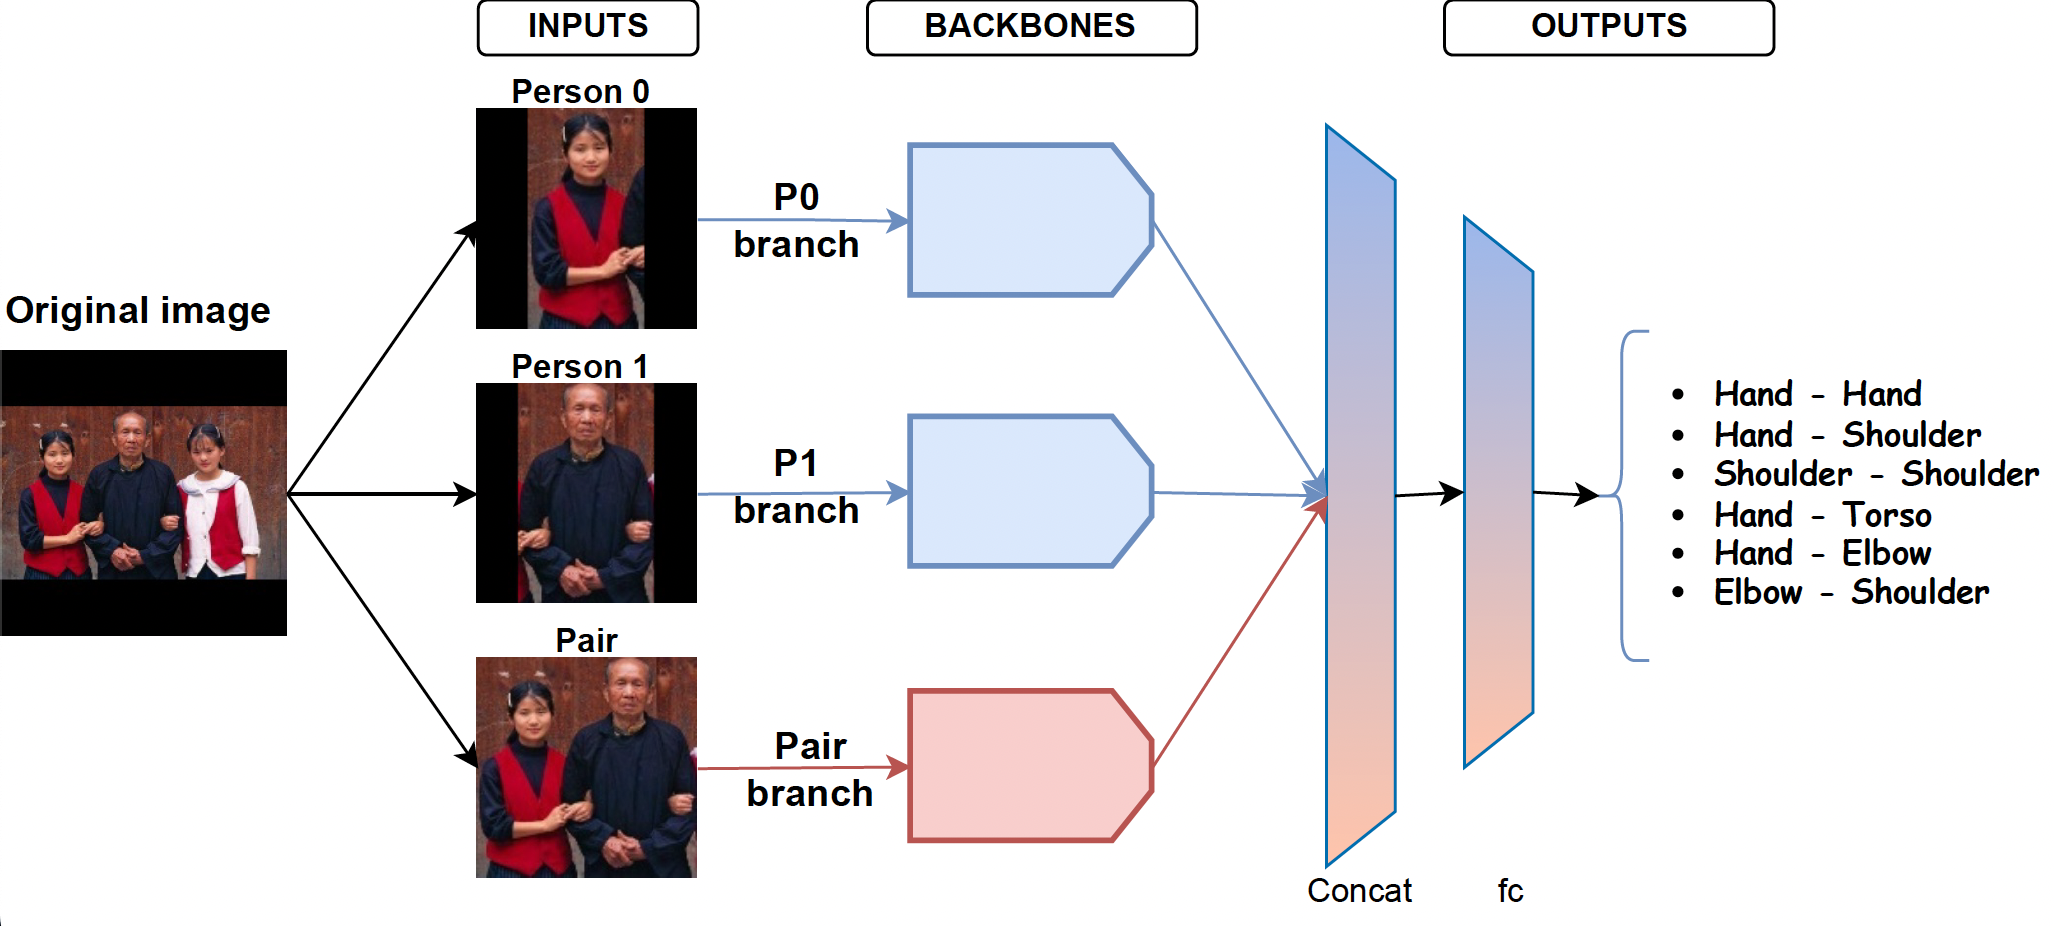 INPUTS
BACKBONES
OUTPUTS
Person 0
P0
branch
Original image
Person 1
P1
branch
Pair
Pair
branch
Concat
fc
• Hand - Hand
• Hand - Shoulder
• Shoulder - Shoulder
• Hand - Torso
• Hand - Elbow
• Elbow - Shoulder